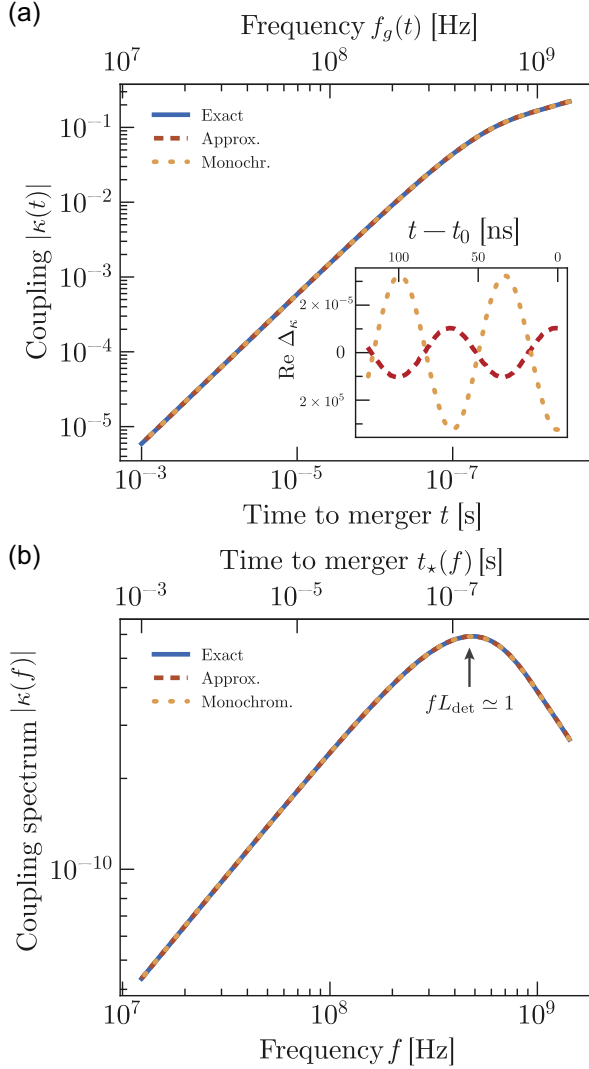 (a)
Frequency f_g(t) [Hz]
10^7 10^8 10^9
Coupling |κ(t)|
10^-1
10^-2
10^-3
10^-4
10^-5
Exact
Approx.
Monochr.
t − t_0 [ns]
100 50 0
Re Δ_κ
2 × 10^-5
0
2 × 10^5
10^-3 10^-5 10^-7
Time to merger t [s]
(b)
Time to merger t_⋆(f) [s]
10^-3 10^-5 10^-7
Coupling spectrum |κ(f)|
10^-10
Exact
Approx.
Monochrom.
fL_det ≃ 1
10^7 10^8 10^9
Frequency f [Hz]